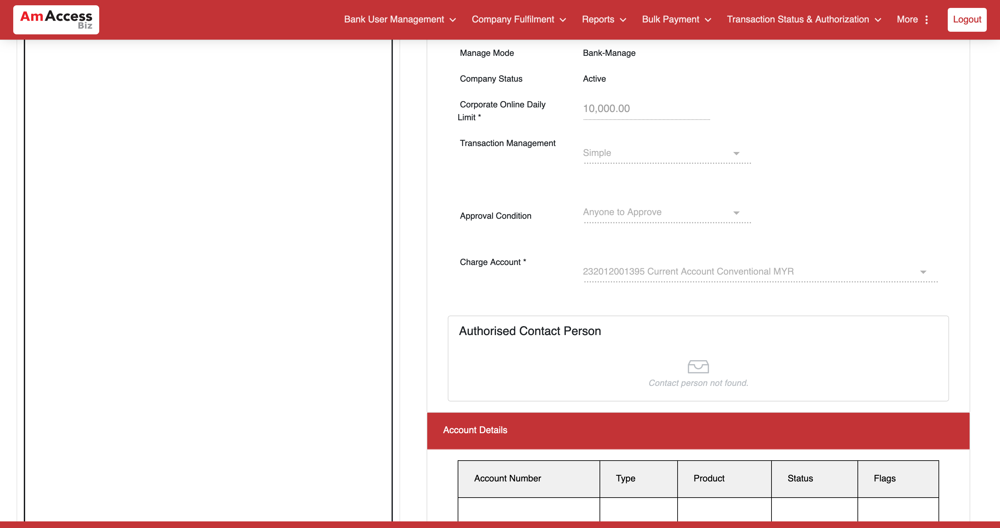 AmAccess
Biz
Bank User Management
Company Fulfilment
Reports
Bulk Payment
Transaction Status & Authorization
More
Logout
Manage Mode
Bank-Manage
Company Status
Active
Corporate Online Daily
Limit *
10,000.00
Transaction Management
Simple
Approval Condition
Anyone to Approve
Charge Account *
232012001395 Current Account Conventional MYR
Authorised Contact Person
Contact person not found.
Account Details
Account Number
Type
Product
Status
Flags